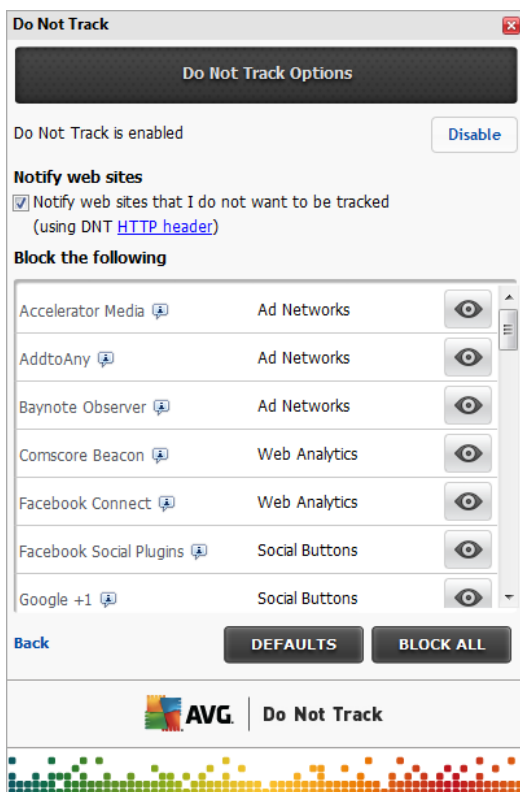 Do Not Track
Do Not Track Options
Do Not Track is enabled
Disable
Notify web sites
Notify web sites that I do not want to be tracked
(using DNT HTTP header)
Block the following
Accelerator Media Ad Networks
AddtoAny Ad Networks
Baynote Observer Ad Networks
Comscore Beacon Web Analytics
Facebook Connect Web Analytics
Facebook Social Plugins Social Buttons
Google +1 Social Buttons
Back DEFAULTS BLOCK ALL
AVG. Do Not Track